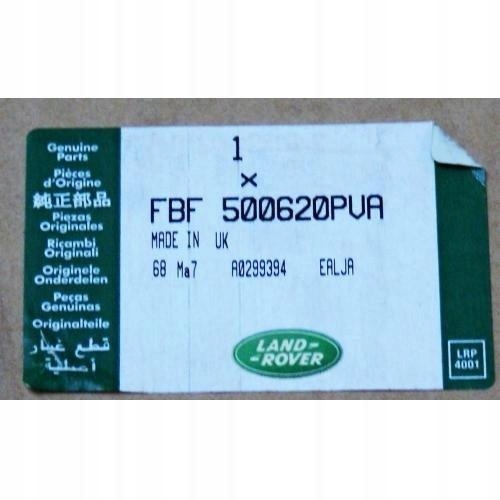 Genuine
Parts
Pièces
d'Origine
純正部品
Piezas
Originales
Ricambi
Originali
Originele
Onderdelen
Peças
Genuinas
Originalteile
قطع غيار
أصلية
1
x
FBF 500620PVA
MADE IN UK
68 Ma7 A0299394 EALJA
LAND-
-ROVER
LRP
4001